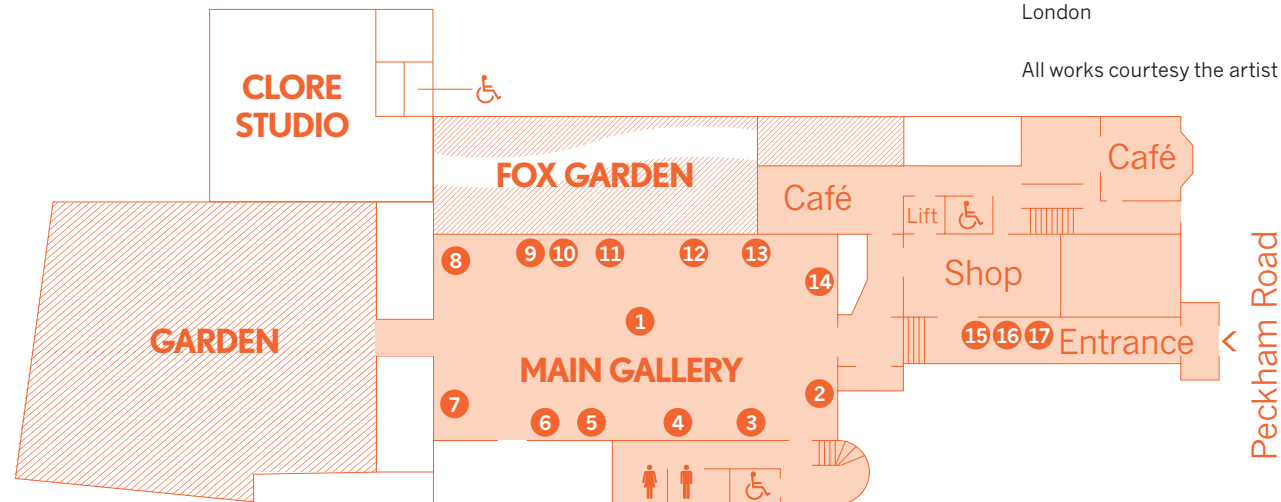 London
All works courtesy the artist
CLORE
STUDIO
FOX GARDEN
Café
Café
Lift
8
9
10
11
12
13
14
Shop
1
15
16
17
Entrance
Peckham Road
GARDEN
MAIN GALLERY
2
7
6
5
4
3